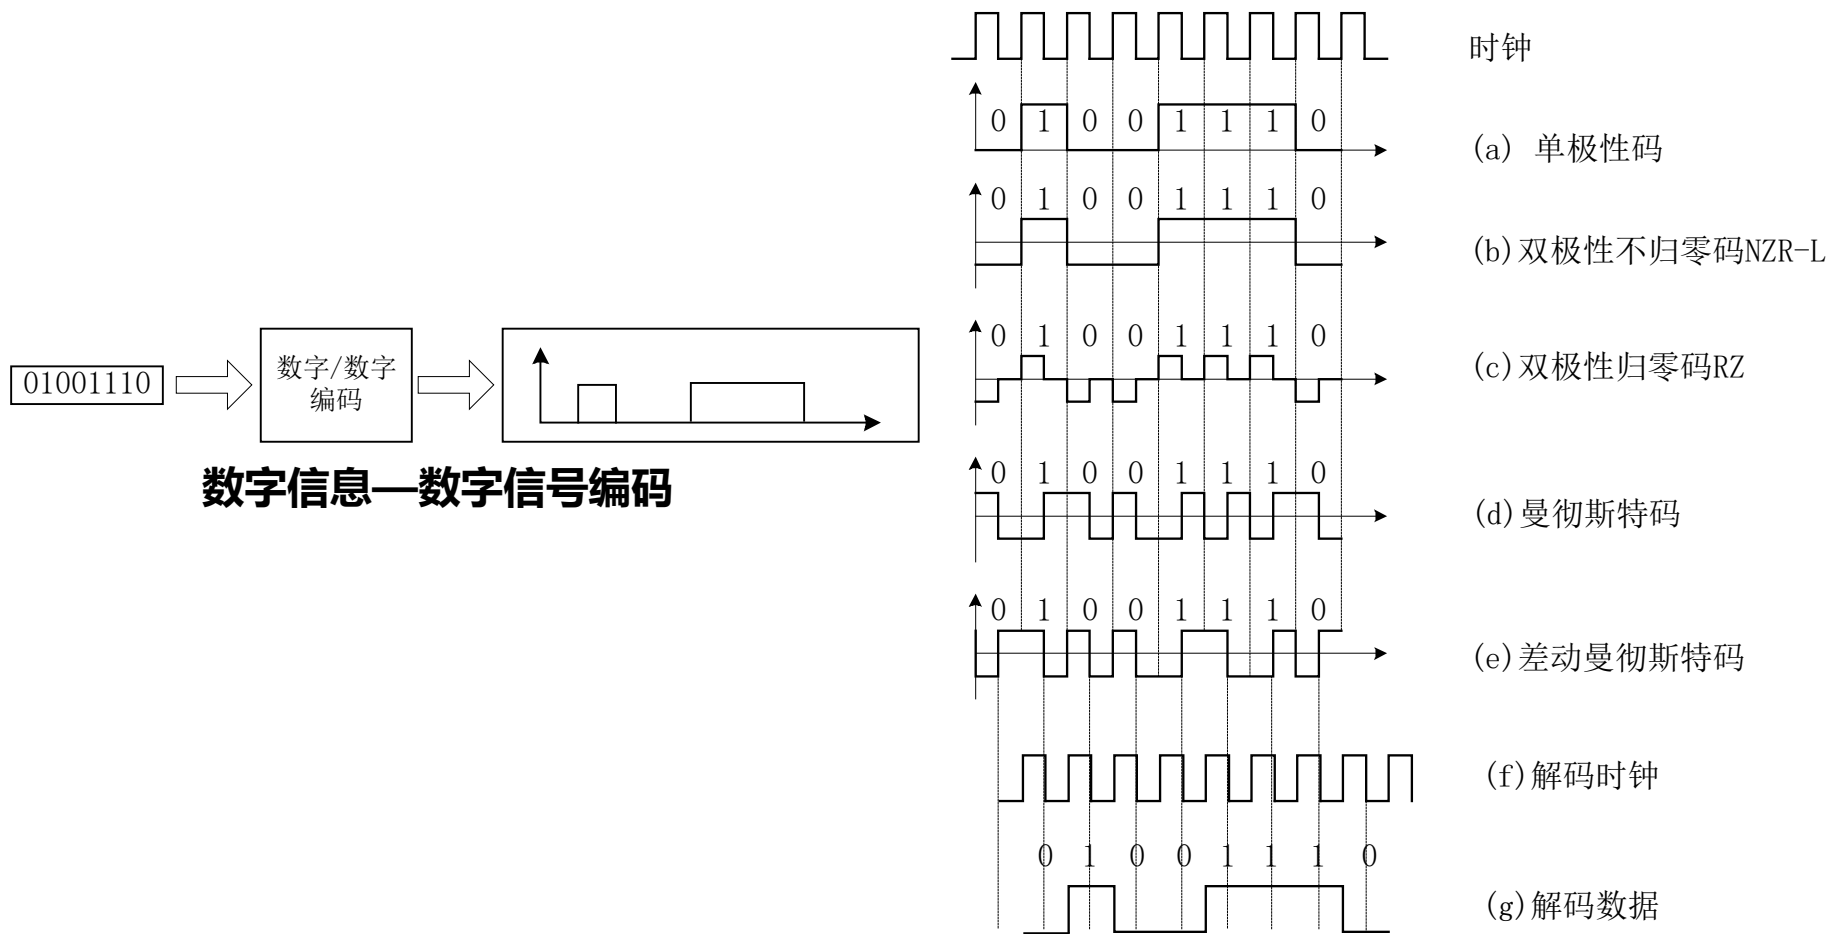 01001110
数字/数字
编码
数字信息—数字信号编码
时钟
0 1 0 0 1 1 1 0
(a) 单极性码
0 1 0 0 1 1 1 0
(b)双极性不归零码NZR-L
0 1 0 0 1 1 1 0
(c)双极性归零码RZ
0 1 0 0 1 1 1 0
(d)曼彻斯特码
0 1 0 0 1 1 1 0
(e)差动曼彻斯特码
(f)解码时钟
0 1 0 0 1 1 1 0
(g)解码数据